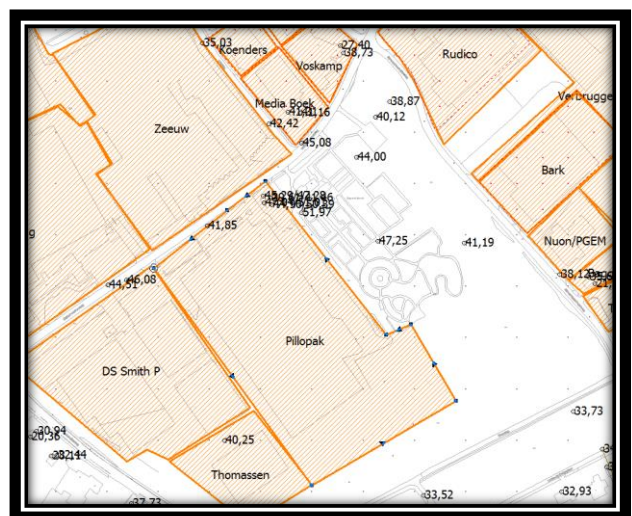 35,03
Koenders
27,40
38,73
Voskamp
Rudico
Media Boek
42,42
38,87
40,12
Zeeuw
45,08
44,00
Bark
51,97
41,85
47,25
41,19
Nuon/PGEM
38,12
46,08
44,51
Pillopak
DS Smith P
33,73
30,94
20,36
40,25
Thomassen
37,73
33,52
32,93